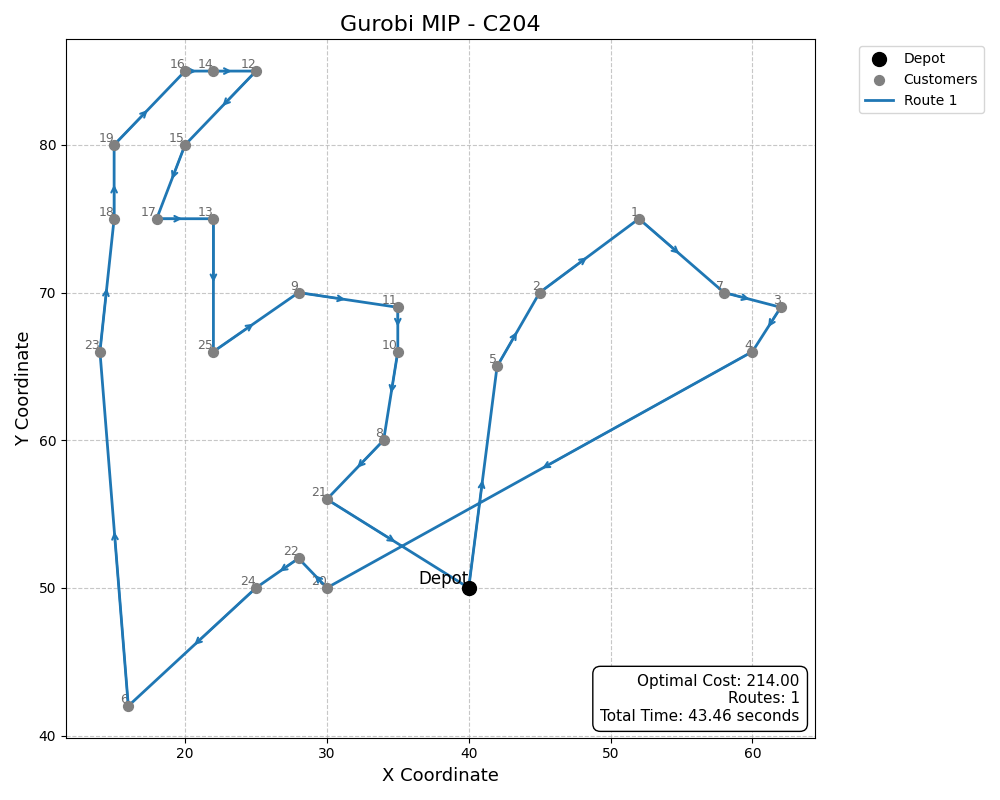 Gurobi MIP - C204
Depot
Customers
Route 1
16 14 12
19 15
18 17 13
1
9 2 7
11 3
23 25 10 4
5
8
21
22
24 20 Depot
6
80
70
60
50
40
20 30 40 50 60
Y Coordinate
X Coordinate
Optimal Cost: 214.00
Routes: 1
Total Time: 43.46 seconds